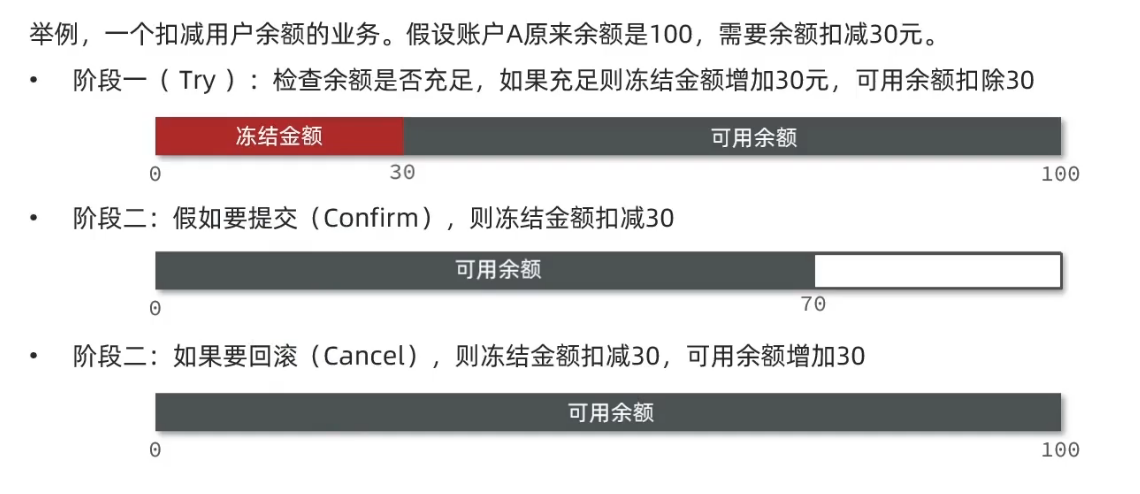 举例，一个扣减用户余额的业务。假设账户A原来余额是100，需要余额扣减30元。
• 阶段一（ Try ）：检查余额是否充足，如果充足则冻结金额增加30元，可用余额扣除30
冻结金额 可用余额
0 30 100
• 阶段二：假如要提交（Confirm），则冻结金额扣减30
可用余额
0 70
• 阶段二：如果要回滚（Cancel），则冻结金额扣减30，可用余额增加30
可用余额
0 100